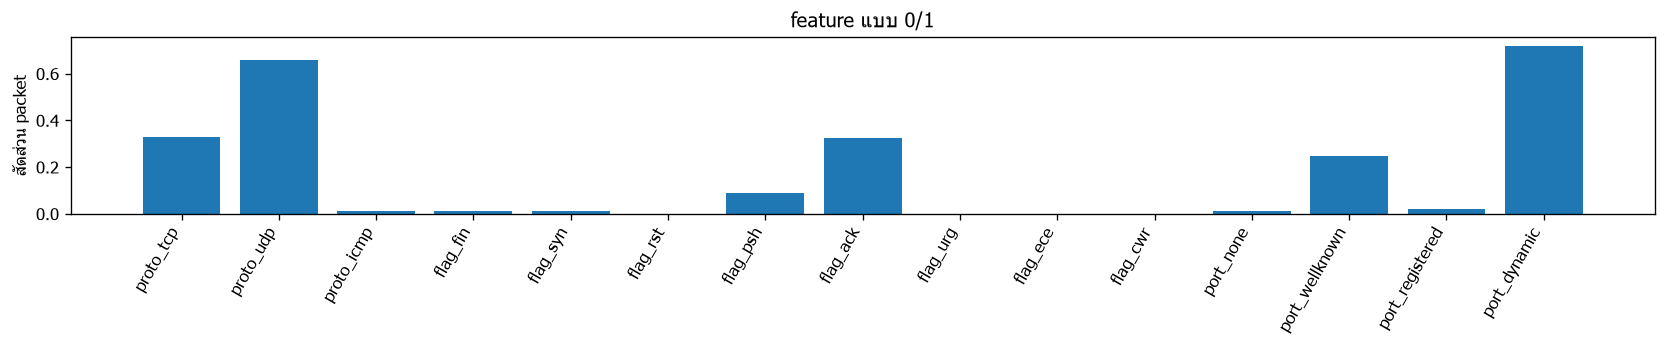 feature แบบ 0/1
สัดส่วน packet
0.6
0.4
0.2
0.0
proto_tcp
proto_udp
proto_icmp
flag_fin
flag_syn
flag_rst
flag_psh
flag_ack
flag_urg
flag_ece
flag_cwr
port_none
port_wellknown
port_registered
port_dynamic